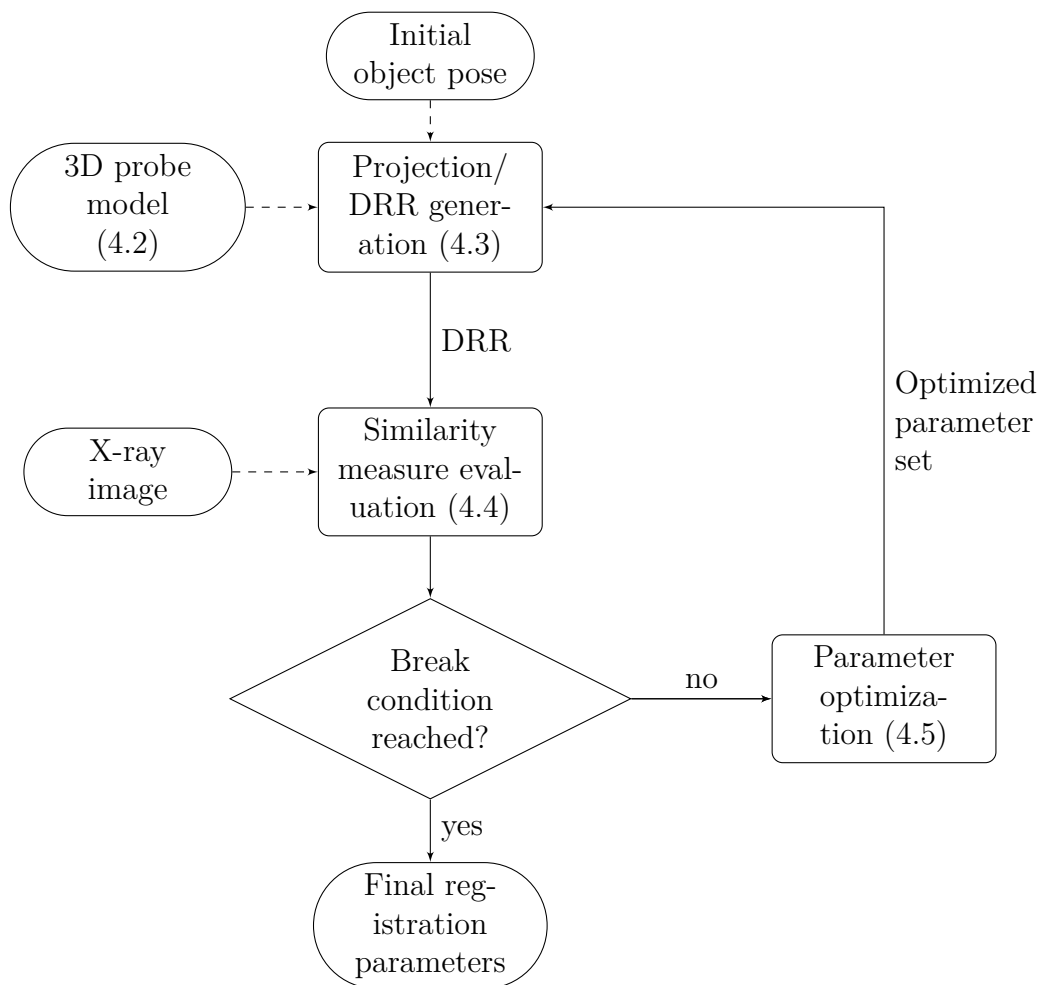 Initial
object pose
3D probe
model
(4.2)
Projection/
DRR gener-
ation (4.3)
DRR
Optimized
parameter
set
X-ray
image
Similarity
measure eval-
uation (4.4)
Break
condition
reached?
no
Parameter
optimiza-
tion (4.5)
yes
Final reg-
istration
parameters